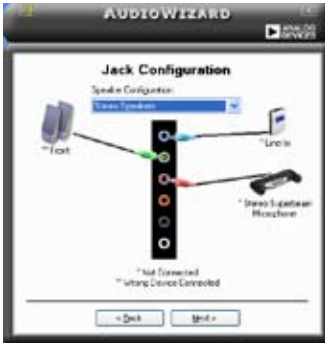 AUDIOWIZARD
ANALOG
DEVICES
Jack Configuration
Speaker Configuration:
Stereo Speakers
* Line In
** Front
* Stereo Superbeam
Microphone
* Not Connected
** Wrong Device Connected
< Back
Next >